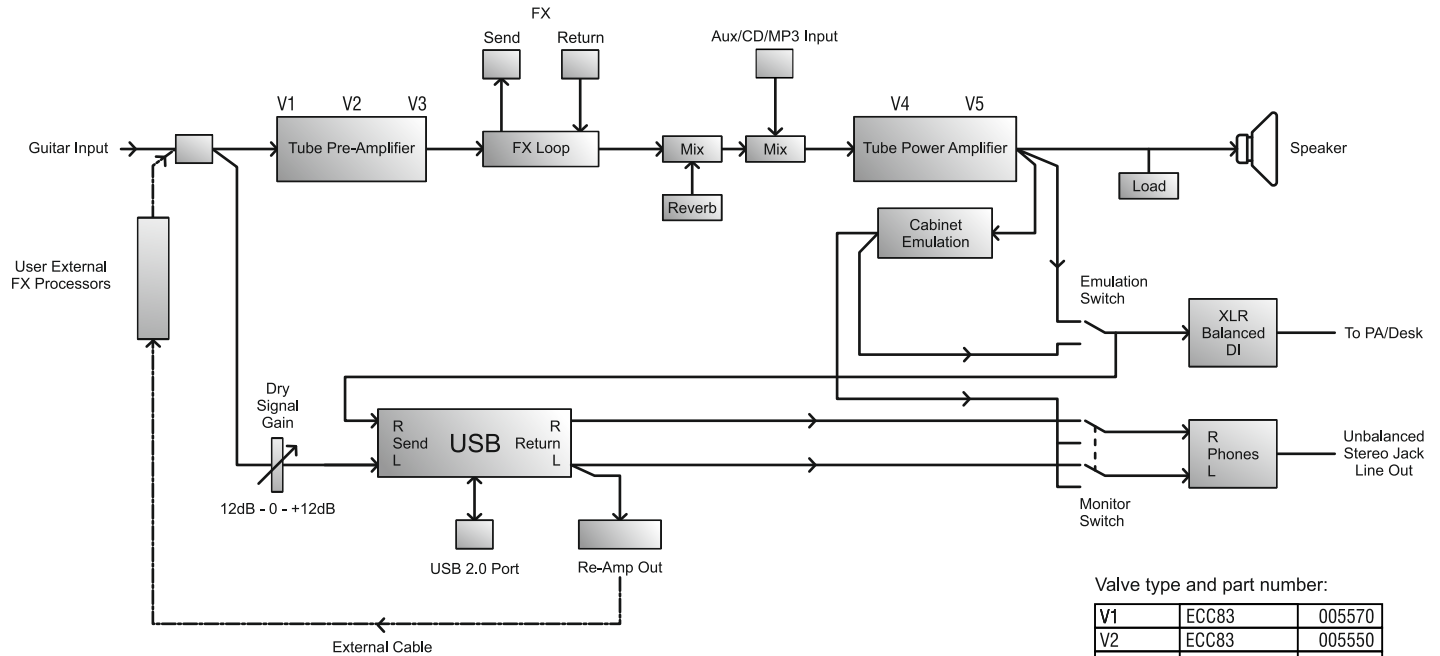 FX
Send
Return
Aux/CD/MP3 Input
V1
V2
V3
V4
V5
Guitar Input
Tube Pre-Amplifier
FX Loop
Mix
Mix
Tube Power Amplifier
Speaker
Load
Reverb
Cabinet
Emulation
User External
FX Processors
Emulation
Switch
XLR
Balanced
DI
To PA/Desk
Dry
Signal
Gain
R
Send
L
USB
R
Return
L
R
Phones
L
Unbalanced
Stereo Jack
Line Out
12dB - 0 - +12dB
Monitor
Switch
USB 2.0 Port
Re-Amp Out
External Cable
Valve type and part number:
V1 ECC83 005570
V2 ECC83 005550